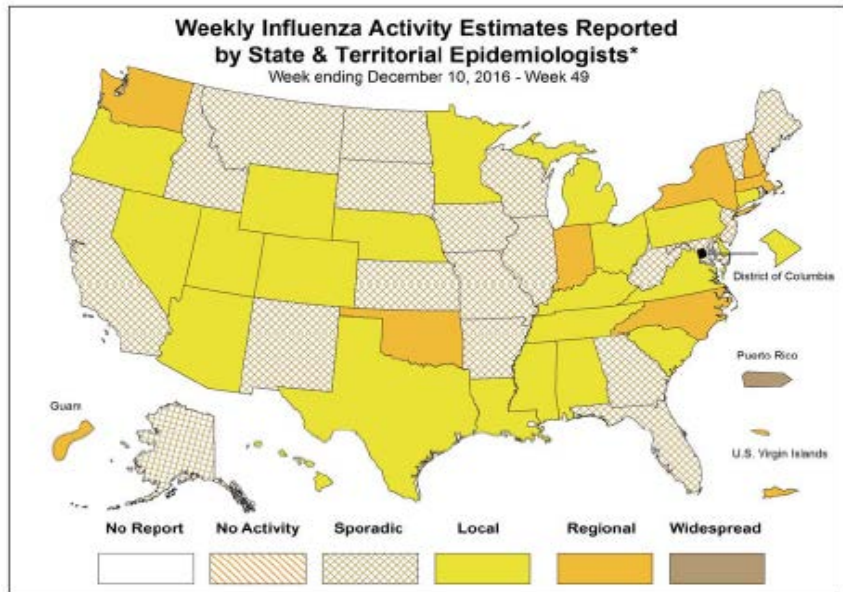 Weekly Influenza Activity Estimates Reported
by State & Territorial Epidemiologists*
Week ending December 10, 2016 - Week 49
District of Columbia
Puerto Rico
Guam
U.S. Virgin Islands
No Report No Activity Sporadic Local Regional Widespread